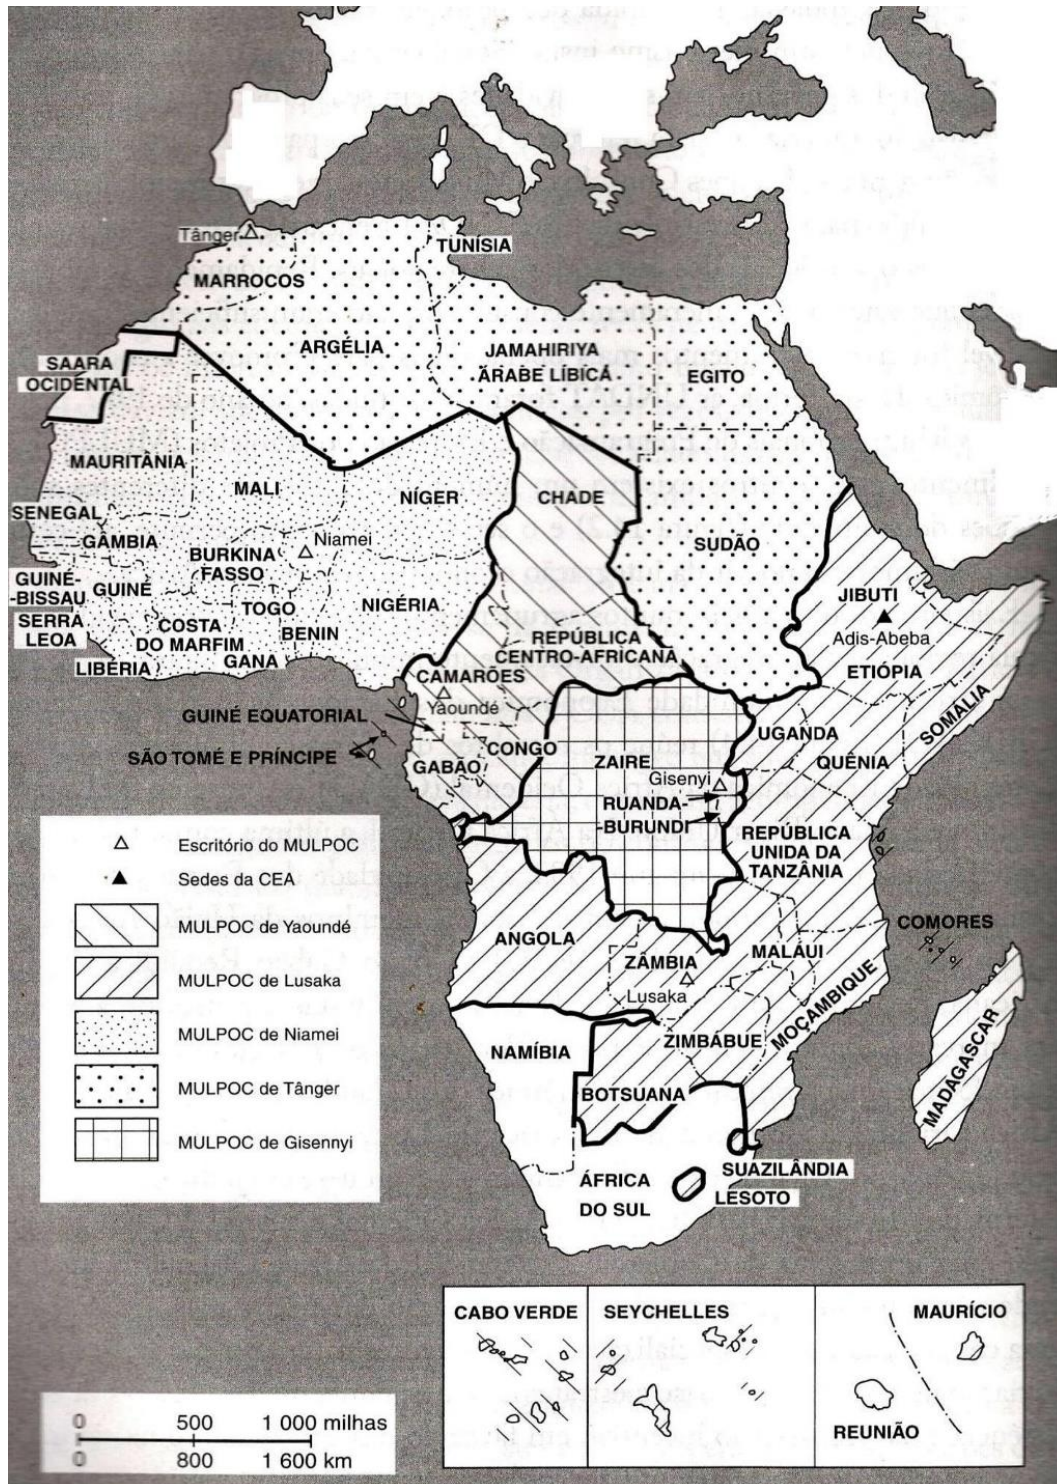 Tânger
TUNÍSIA
MARROCOS
ARGÉLIA
JAMAHIRIYA
ÁRABE LÍBICA
EGITO
SAARA
OCIDENTAL
MAURITÂNIA
MALI
NÍGER
CHADE
SENEGAL
GÂMBIA
BURKINA
FASSO
Niamei
SUDÃO
GUINÉ-
-BISSAU
GUINÉ
SERRA
LEOA
COSTA
DO MARFIM
TOGO
BENIN
NIGÉRIA
LIBÉRIA
GANA
JIBUTI
Adis-Abeba
ETIÓPIA
SOMÁLIA
REPÚBLICA
CENTRO-AFRICANA
CAMARÕES
Yaoundé
GUINÉ EQUATORIAL
SÃO TOMÉ E PRÍNCIPE
CONGO
GABÃO
ZAIRE
Gisenyi
RUANDA-
-BURUNDI
UGANDA
QUÊNIA
REPÚBLICA
UNIDA DA
TANZÂNIA
COMORES
ANGOLA
ZÂMBIA
Lusaka
MALAUI
MOÇAMBIQUE
MADAGASCAR
NAMÍBIA
ZIMBÁBUE
BOTSUANA
SUAZILÂNDIA
LESOTO
ÁFRICA
DO SUL
Escritório do MULPOC
Sedes da CEA
MULPOC de Yaoundé
MULPOC de Lusaka
MULPOC de Niamei
MULPOC de Tânger
MULPOC de Gisennyi
CABO VERDE
SEYCHELLES
MAURÍCIO
REUNIÃO
0 500 1 000 milhas
0 800 1 600 km